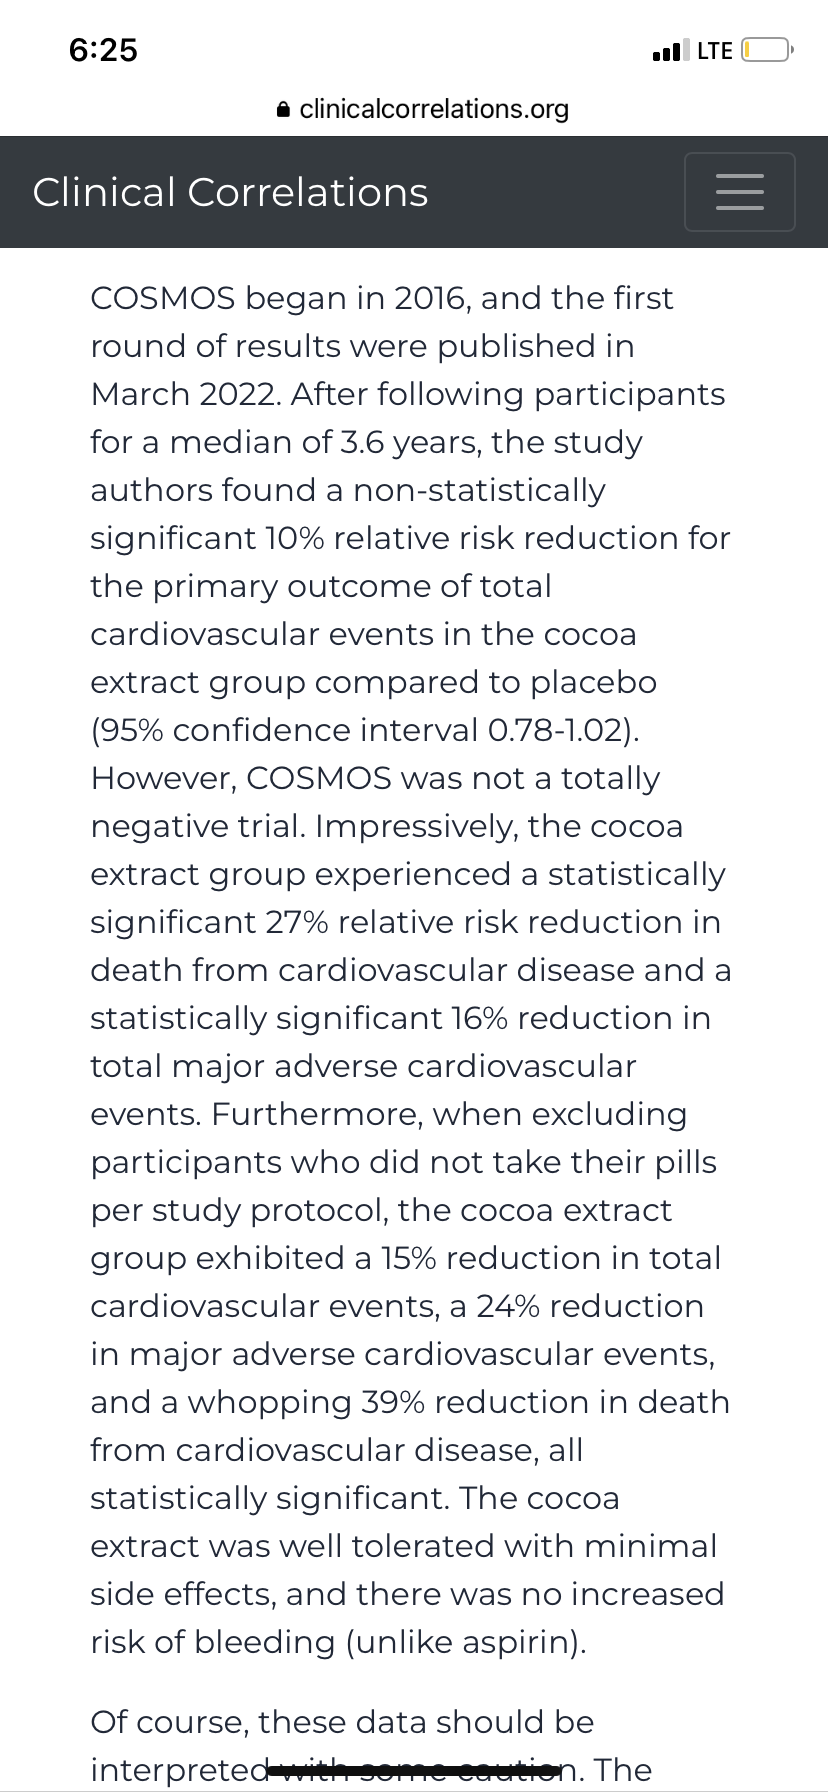 6:25
LTE
clinicalcorrelations.org
Clinical Correlations
COSMOS began in 2016, and the first
round of results were published in
March 2022. After following participants
for a median of 3.6 years, the study
authors found a non-statistically
significant 10% relative risk reduction for
the primary outcome of total
cardiovascular events in the cocoa
extract group compared to placebo
(95% confidence interval 0.78-1.02).
However, COSMOS was not a totally
negative trial. Impressively, the cocoa
extract group experienced a statistically
significant 27% relative risk reduction in
death from cardiovascular disease and a
statistically significant 16% reduction in
total major adverse cardiovascular
events. Furthermore, when excluding
participants who did not take their pills
per study protocol, the cocoa extract
group exhibited a 15% reduction in total
cardiovascular events, a 24% reduction
in major adverse cardiovascular events,
and a whopping 39% reduction in death
from cardiovascular disease, all
statistically significant. The cocoa
extract was well tolerated with minimal
side effects, and there was no increased
risk of bleeding (unlike aspirin).
Of course, these data should be
interpreted with some caution. The